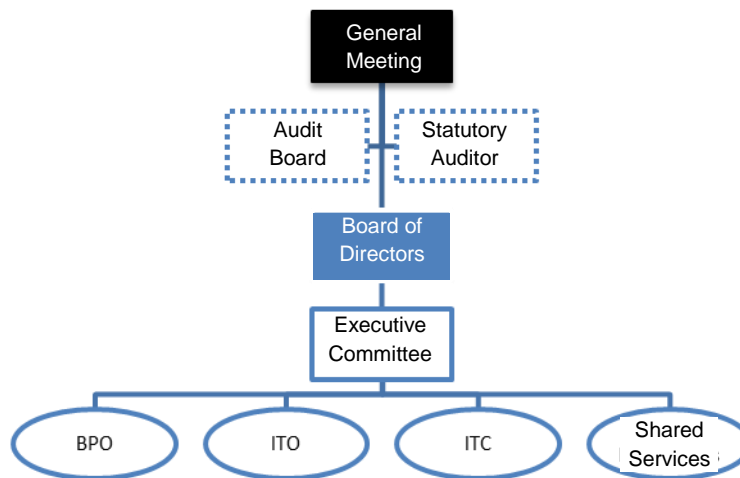 General
Meeting
Audit
Board
Statutory
Auditor
Board of
Directors
Executive
Committee
BPO
ITO
ITC
Shared
Services